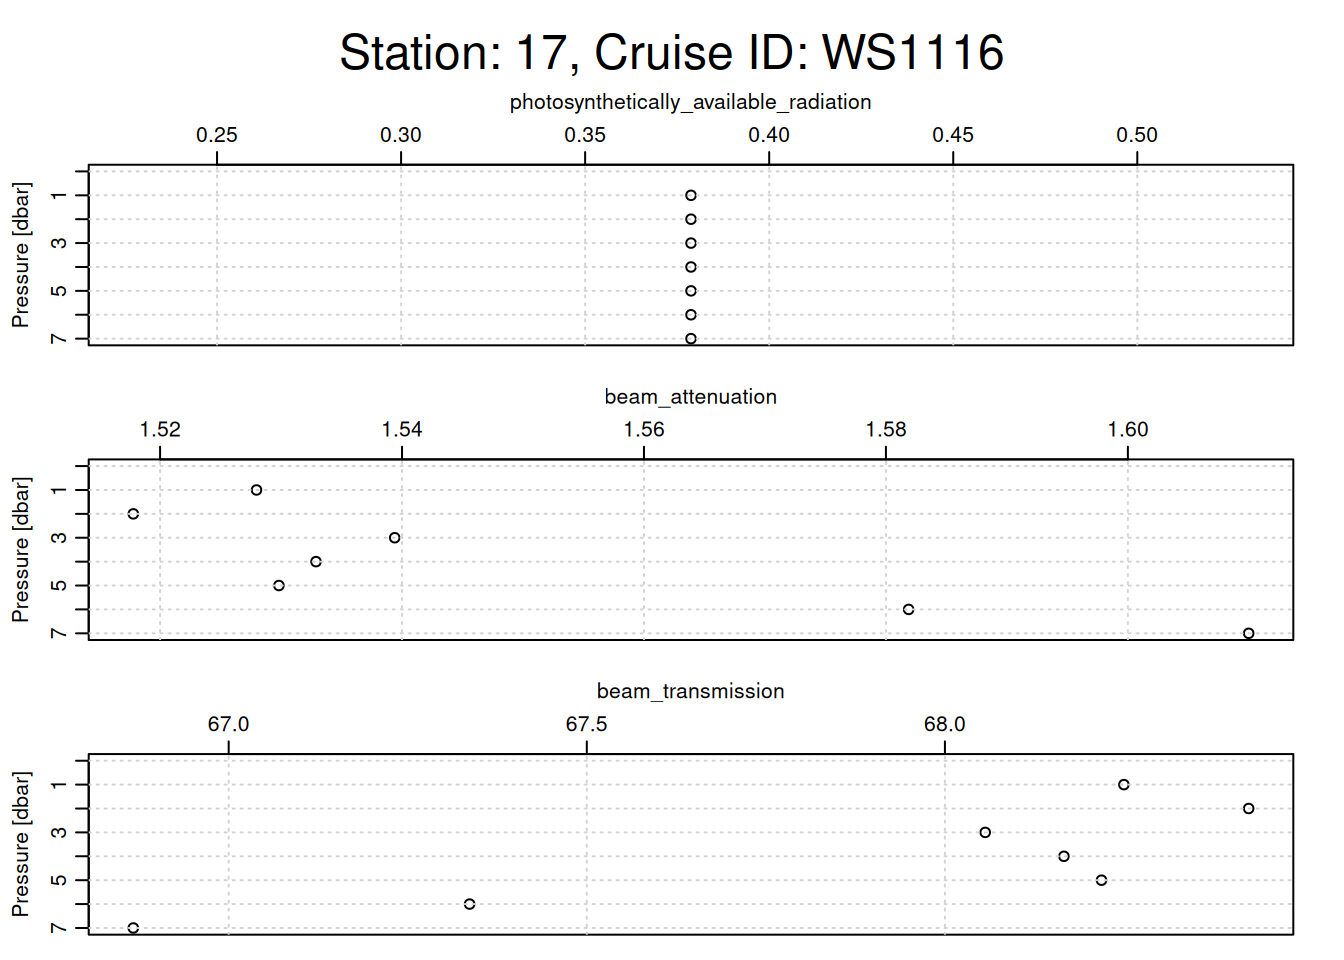 Station: 17, Cruise ID: WS1116
photosynthetically_available_radiation
0.25 0.30 0.35 0.40 0.45 0.50
Pressure [dbar]
1
3
5
7
beam_attenuation
1.52 1.54 1.56 1.58 1.60
Pressure [dbar]
1
3
5
7
beam_transmission
67.0 67.5 68.0
Pressure [dbar]
1
3
5
7